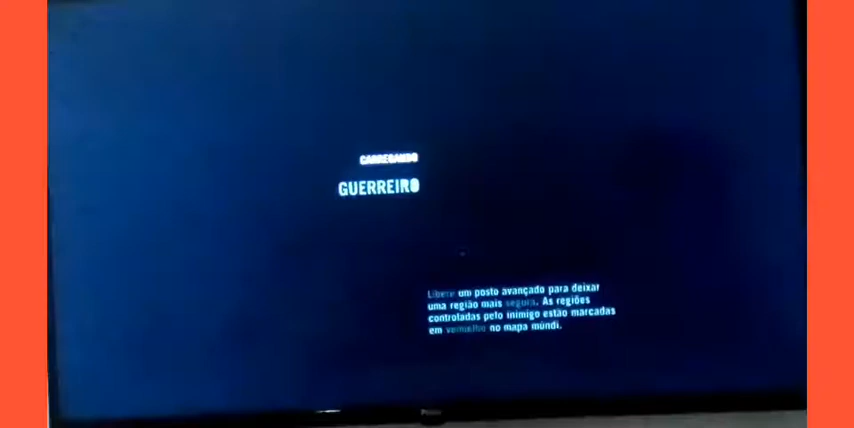 CARREGANDO
GUERREIRO
Libere um posto avançado para deixar
uma região mais segura. As regiões
controladas pelo inimigo estão marcadas
em vermelho no mapa múndi.